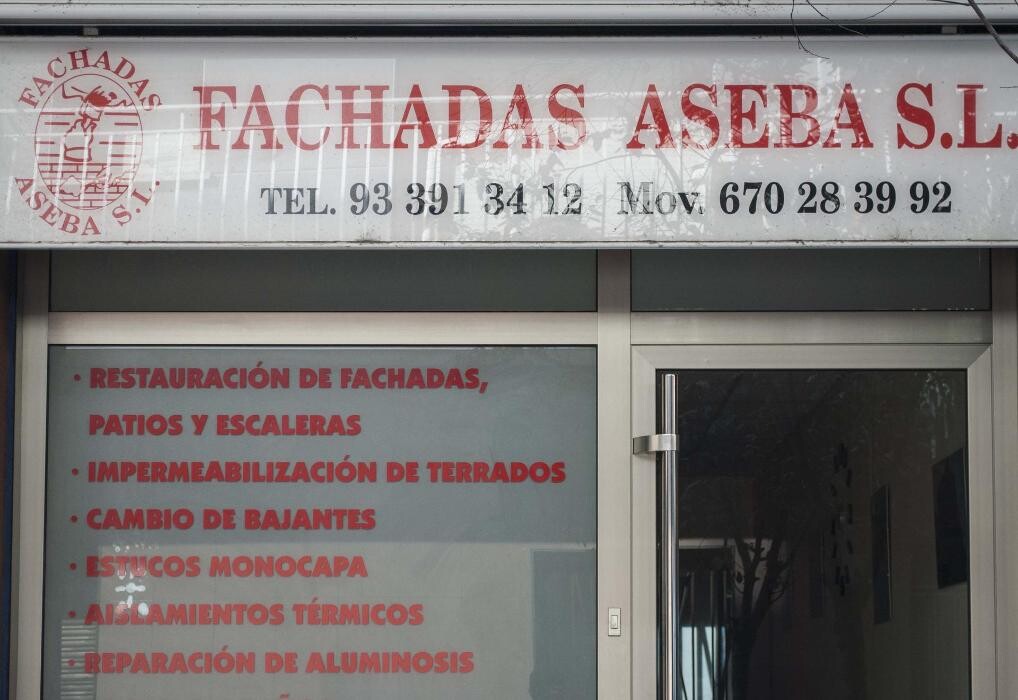 FACHADAS
ASEBA S.L.
FACHADAS ASEBA S.L.
TEL. 93 391 34 12 Mov. 670 28 39 92
· RESTAURACIÓN DE FACHADAS,
PATIOS Y ESCALERAS
· IMPERMEABILIZACIÓN DE TERRADOS
· CAMBIO DE BAJANTES
· ESTUCOS MONOCAPA
· AISLAMIENTOS TÉRMICOS
· REPARACIÓN DE ALUMINOSIS